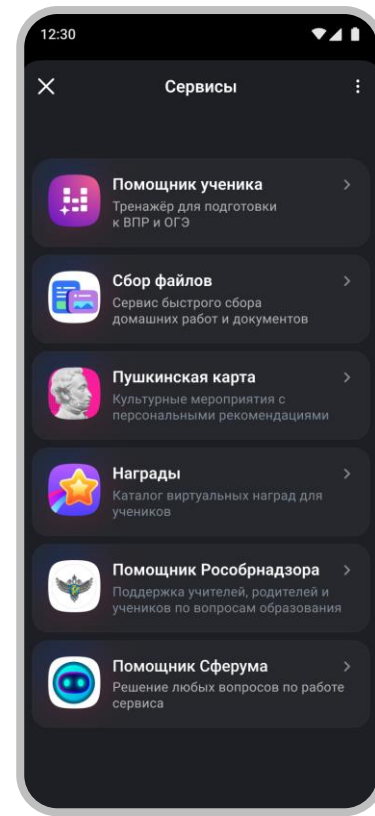 12:30
Сервисы
Помощник ученика
Тренажёр для подготовки
к ВПР и ОГЭ
Сбор файлов
Сервис быстрого сбора
домашних работ и документов
Пушкинская карта
Культурные мероприятия с
персональными рекомендациями
Награды
Каталог виртуальных наград для
учеников
Помощник Рособрнадзора
Поддержка учителей, родителей и
учеников по вопросам образования
Помощник Сферума
Решение любых вопросов по работе
сервиса